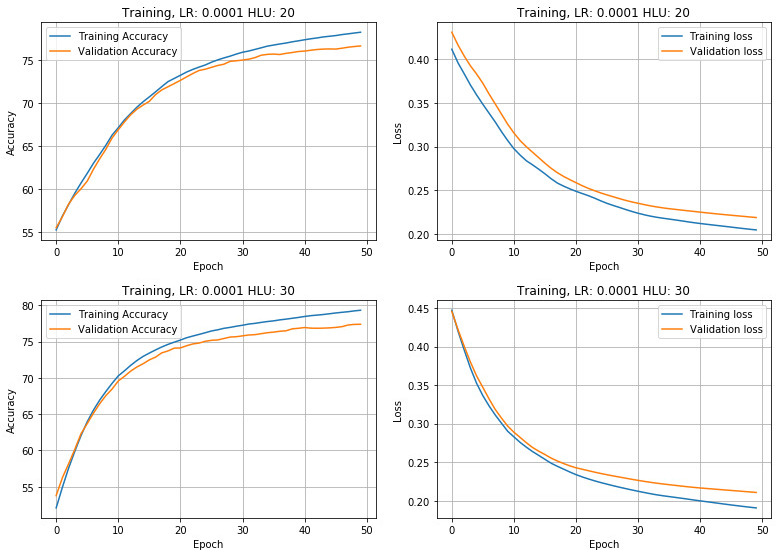 Training, LR: 0.0001 HLU: 20
Training Accuracy
Validation Accuracy
75
70
65
60
55
Accuracy
0 10 20 30 40 50
Epoch
Training, LR: 0.0001 HLU: 20
Training loss
Validation loss
0.40
0.35
0.30
0.25
0.20
Loss
0 10 20 30 40 50
Epoch
Training, LR: 0.0001 HLU: 30
Training Accuracy
Validation Accuracy
80
75
70
65
60
55
Accuracy
0 10 20 30 40 50
Epoch
Training, LR: 0.0001 HLU: 30
Training loss
Validation loss
0.45
0.40
0.35
0.30
0.25
0.20
Loss
0 10 20 30 40 50
Epoch